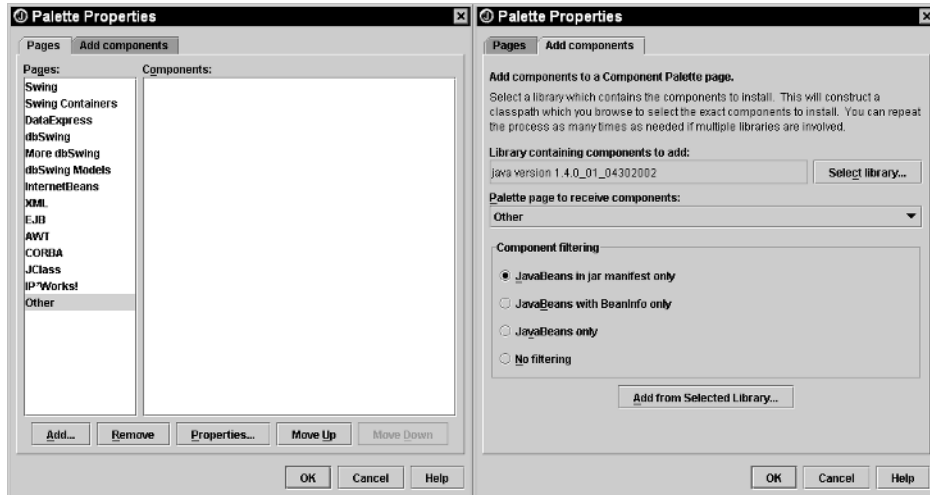 Palette Properties
Pages
Add components
Pages:
Components:
Swing
Swing Containers
DataExpress
dbSwing
More dbSwing
dbSwing Models
InternetBeans
XML
EJB
AWT
CORBA
JClass
IP*Works!
Other
Add...
Remove
Properties...
Move Up
Move Down
OK
Cancel
Help
Palette Properties
Pages
Add components
Add components to a Component Palette page.
Select a library which contains the components to install. This will construct a
classpath which you browse to select the exact components to install. You can repeat
the process as many times as needed if multiple libraries are involved.
Library containing components to add:
java version 1.4.0_01_04302002
Select library...
Palette page to receive components:
Other
Component filtering
JavaBeans in jar manifest only
JavaBeans with BeanInfo only
JavaBeans only
No filtering
Add from Selected Library...
OK
Cancel
Help